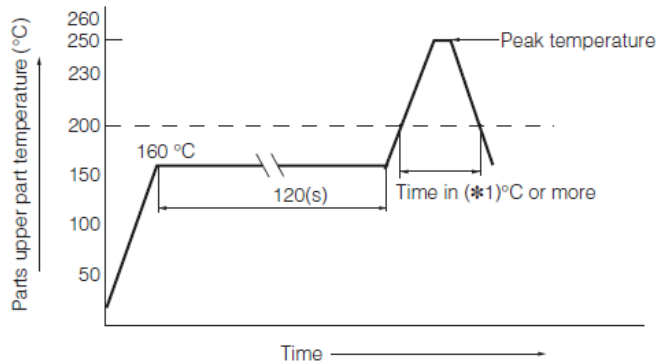 Parts upper part temperature (°C)
260
250
230
200
150
100
50
160 °C
120(s)
Peak temperature
Time in (✱1)°C or more
Time